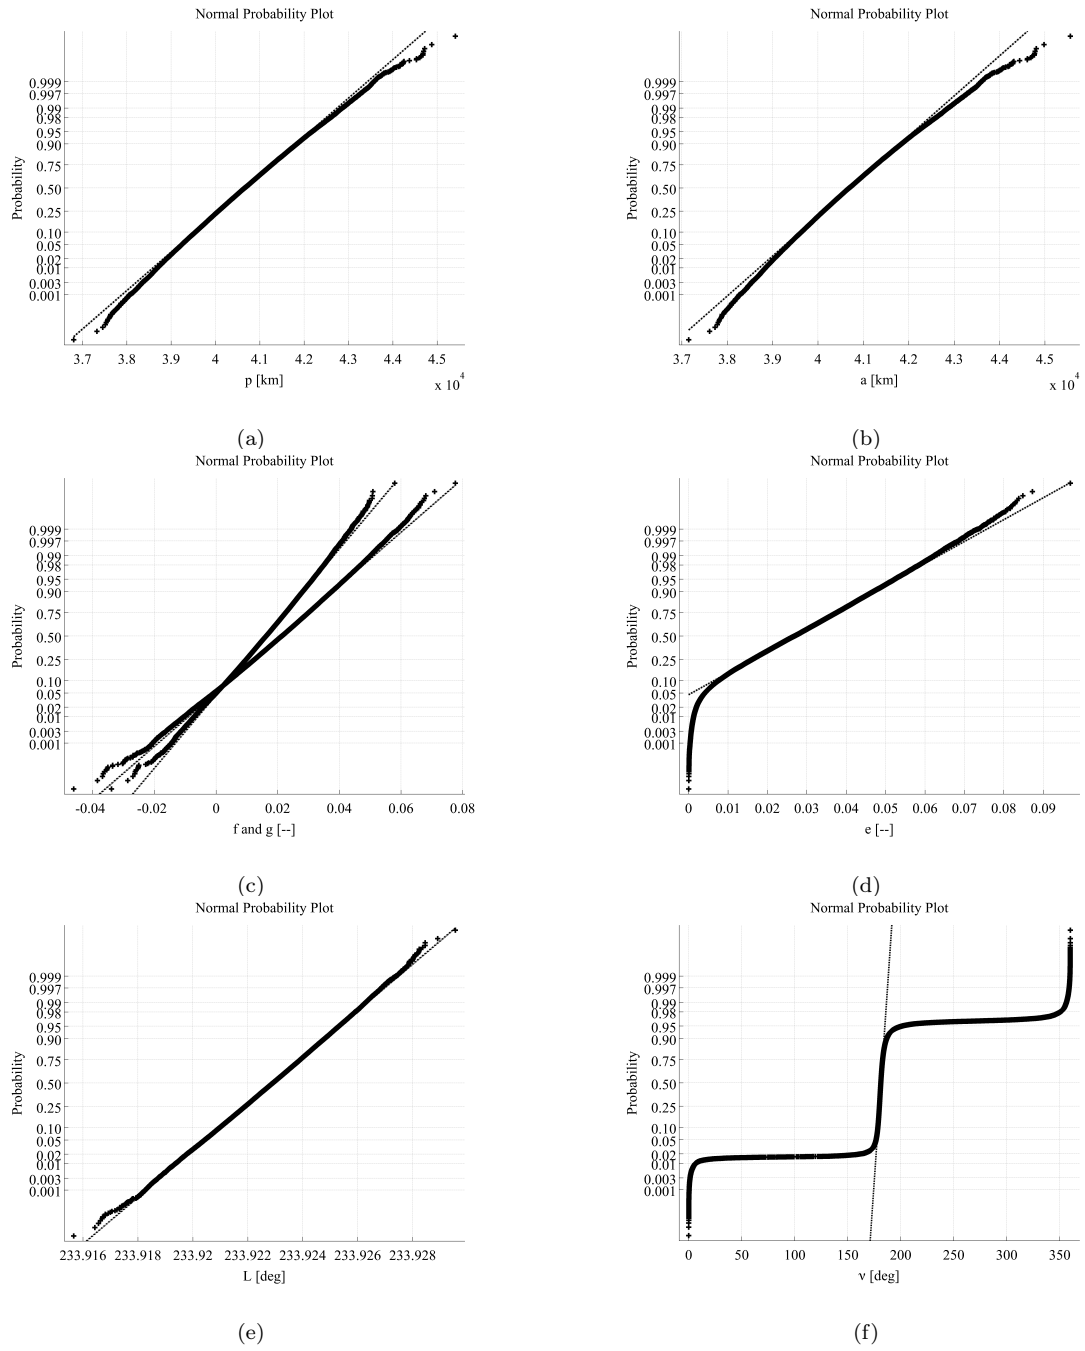 Normal Probability Plot
0.999
0.997
0.99
0.98
0.95
0.90
0.75
0.50
0.25
0.10
0.05
0.02
0.01
0.003
0.001
Probability
3.7 3.8 3.9 4 4.1 4.2 4.3 4.4 4.5
p [km]
x 10^4
(a)
Normal Probability Plot
0.999
0.997
0.99
0.98
0.95
0.90
0.75
0.50
0.25
0.10
0.05
0.02
0.01
0.003
0.001
Probability
3.7 3.8 3.9 4 4.1 4.2 4.3 4.4 4.5
a [km]
x 10^4
(b)
Normal Probability Plot
0.999
0.997
0.99
0.98
0.95
0.90
0.75
0.50
0.25
0.10
0.05
0.02
0.01
0.003
0.001
Probability
-0.04 -0.02 0 0.02 0.04 0.06 0.08
f and g [--]
(c)
Normal Probability Plot
0.999
0.997
0.99
0.98
0.95
0.90
0.75
0.50
0.25
0.10
0.05
0.02
0.01
0.003
0.001
Probability
0 0.01 0.02 0.03 0.04 0.05 0.06 0.07 0.08 0.09
e [--]
(d)
Normal Probability Plot
0.999
0.997
0.99
0.98
0.95
0.90
0.75
0.50
0.25
0.10
0.05
0.02
0.01
0.003
0.001
Probability
233.916 233.918 233.92 233.922 233.924 233.926 233.928
L [deg]
(e)
Normal Probability Plot
0.999
0.997
0.99
0.98
0.95
0.90
0.75
0.50
0.25
0.10
0.05
0.02
0.01
0.003
0.001
Probability
0 50 100 150 200 250 300 350
ν [deg]
(f)